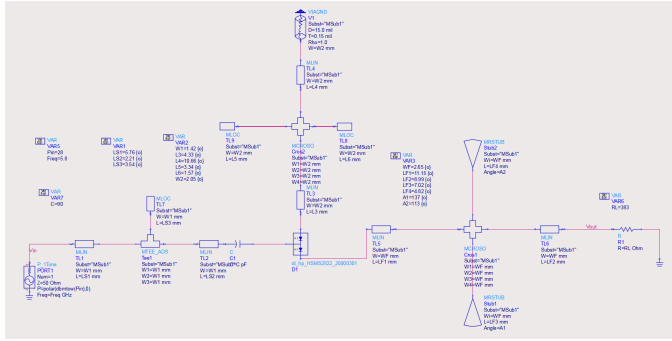 VIAGND
V1
Subst="MSub1"
D=15.0 mil
T=0.15 mil
Rho=1.0
W=W2 mm
MLIN
TL4
Subst="MSub1"
W=W2 mm
L=L4 mm
MLOC
TL9
Subst="MSub1"
W=W2 mm
L=L5 mm
MLOC
TL8
Subst="MSub1"
W=W2 mm
L=L6 mm
MCROSO
Cros2
Subst="MSub1"
W1=W2 mm
W2=W2 mm
W3=W2 mm
W4=W2 mm
MLIN
TL3
Subst="MSub1"
W=W2 mm
L=L3 mm
VAR
VAR5
Pin=28
Freq=5.8
VAR
VAR1
LS1=5.76 {o}
LS2=2.21 {o}
LS3=3.54 {o}
VAR
VAR2
W1=1.42 {o}
L3=4.33 {o}
L4=10.66 {o}
L5=3.34 {o}
L6=1.57 {o}
W2=2.05 {o}
VAR
VAR7
C=90
MLOC
TL7
Subst="MSub1"
W=W1 mm
L=LS3 mm
Vin
P_1Tone
PORT1
Num=1
Z=50 Ohm
P=polar(dbmtow(Pin),0)
Freq=Freq GHz
MLIN
TL1
Subst="MSub1"
W=W1 mm
L=LS1 mm
MTEE_ADS
Tee1
Subst="MSub1"
W1=W1 mm
W2=W1 mm
W3=W1 mm
MLIN
TL2
Subst="MSub1"
W=W1 mm
L=LS2 mm
C
C1
C=C pF
D1
VAR
VAR3
WF=2.65 {o}
LF1=11.15 {o}
LF2=8.99 {o}
LF3=7.02 {o}
LF4=4.82 {o}
A1=137 {o}
A2=113 {o}
MRSTUB
Stub2
Subst="MSub1"
Wi=WF mm
L=LF4 mm
Angle=A2
MLIN
TL5
Subst="MSub1"
W=WF mm
L=LF1 mm
MCROSO
Cros1
Subst="MSub1"
W1=WF mm
W2=WF mm
W3=WF mm
W4=WF mm
MLIN
TL6
Subst="MSub1"
W=WF mm
L=LF2 mm
MRSTUB
Stub1
Subst="MSub1"
Wi=WF mm
L=LF3 mm
Angle=A1
VAR
VAR6
RL=383
Vout
R
R1
R=RL Ohm